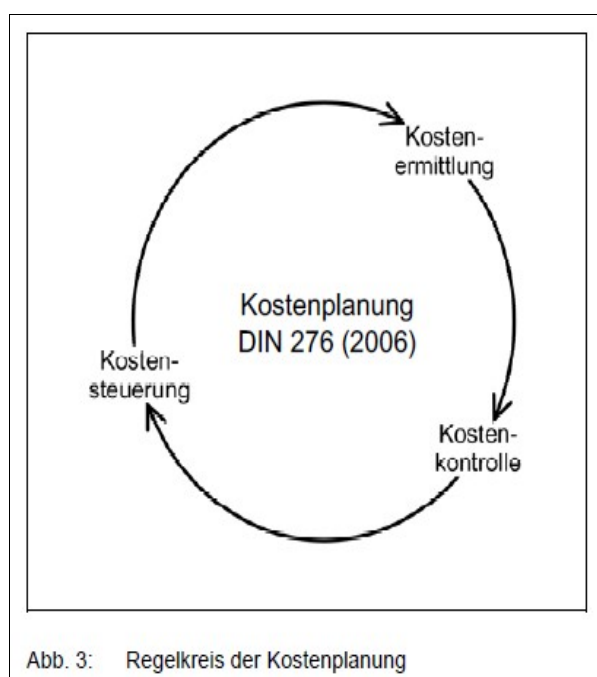 Kosten-
ermittlung
Kostenplanung
DIN 276 (2006)
Kosten-
steuerung
Kosten-
kontrolle
Abb. 3: Regelkreis der Kostenplanung